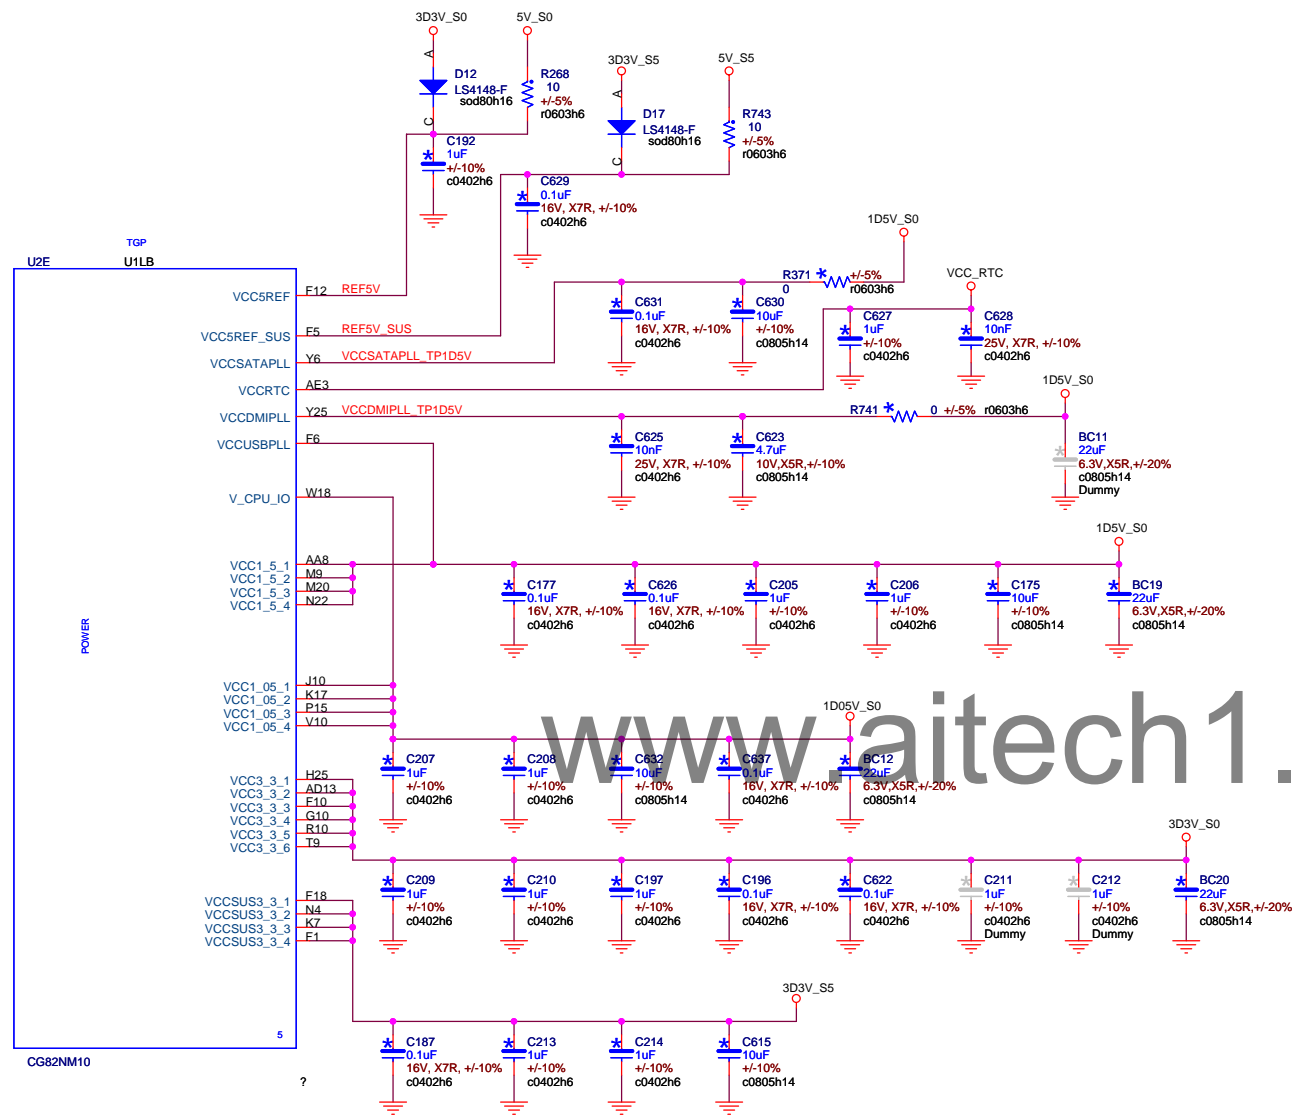 3D3V_S0
5V_S0
A
D12
LS4148-F
sod80h16
C
R268
10
+/-5%
r0603h6
3D3V_S5
5V_S5
A
D17
LS4148-F
sod80h16
C
R743
10
+/-5%
r0603h6
C192
1uF
+/-10%
c0402h6
C629
0.1uF
16V, X7R, +/-10%
c0402h6
TGP
U2E
U1LB
1D5V_S0
R371
0
+/-5%
r0603h6
VCC_RTC
VCC5REF
F12
REF5V
VCC5REF_SUS
F5
REF5V_SUS
VCCSATAPLL
Y6
VCCSATAPLL_TP1D5V
VCCRTC
AE3
VCCDMIPLL
Y25
VCCDMIPLL_TP1D5V
VCCUSBPLL
F6
V_CPU_IO
W18
C631
0.1uF
16V, X7R, +/-10%
c0402h6
C630
10uF
+/-10%
c0805h14
C627
1uF
+/-10%
c0402h6
C628
10nF
25V, X7R, +/-10%
c0402h6
R741
0 +/-5% r0603h6
1D5V_S0
C625
10nF
25V, X7R, +/-10%
c0402h6
C623
4.7uF
10V,X5R,+/-10%
c0805h14
BC11
22uF
6.3V,X5R,+/-20%
c0805h14
Dummy
1D5V_S0
VCC1_5_1
AA8
VCC1_5_2
M9
VCC1_5_3
M20
VCC1_5_4
N22
C177
0.1uF
16V, X7R, +/-10%
c0402h6
C626
0.1uF
16V, X7R, +/-10%
c0402h6
C205
1uF
+/-10%
c0402h6
C206
1uF
+/-10%
c0402h6
C175
10uF
+/-10%
c0805h14
BC19
22uF
6.3V,X5R,+/-20%
c0805h14
POWER
VCC1_05_1
J10
VCC1_05_2
K17
VCC1_05_3
P15
VCC1_05_4
V10
www.aitech1.
1D05V_S0
C207
1uF
+/-10%
c0402h6
C208
1uF
+/-10%
c0402h6
C632
10uF
+/-10%
c0805h14
C637
0.1uF
16V, X7R, +/-10%
c0402h6
BC12
22uF
6.3V,X5R,+/-20%
c0805h14
VCC3_3_1
H25
VCC3_3_2
AD13
VCC3_3_3
F10
VCC3_3_4
G10
VCC3_3_5
R10
VCC3_3_6
T9
3D3V_S0
C209
1uF
+/-10%
c0402h6
C210
1uF
+/-10%
c0402h6
C197
1uF
+/-10%
c0402h6
C196
0.1uF
16V, X7R, +/-10%
c0402h6
C622
0.1uF
16V, X7R, +/-10%
c0402h6
C211
1uF
+/-10%
c0402h6
Dummy
C212
1uF
+/-10%
c0402h6
Dummy
BC20
22uF
6.3V,X5R,+/-20%
c0805h14
VCCSUS3_3_1
F18
VCCSUS3_3_2
N4
VCCSUS3_3_3
K7
VCCSUS3_3_4
F1
3D3V_S5
C187
0.1uF
16V, X7R, +/-10%
c0402h6
C213
1uF
+/-10%
c0402h6
C214
1uF
+/-10%
c0402h6
C615
10uF
+/-10%
c0805h14
5
CG82NM10
?